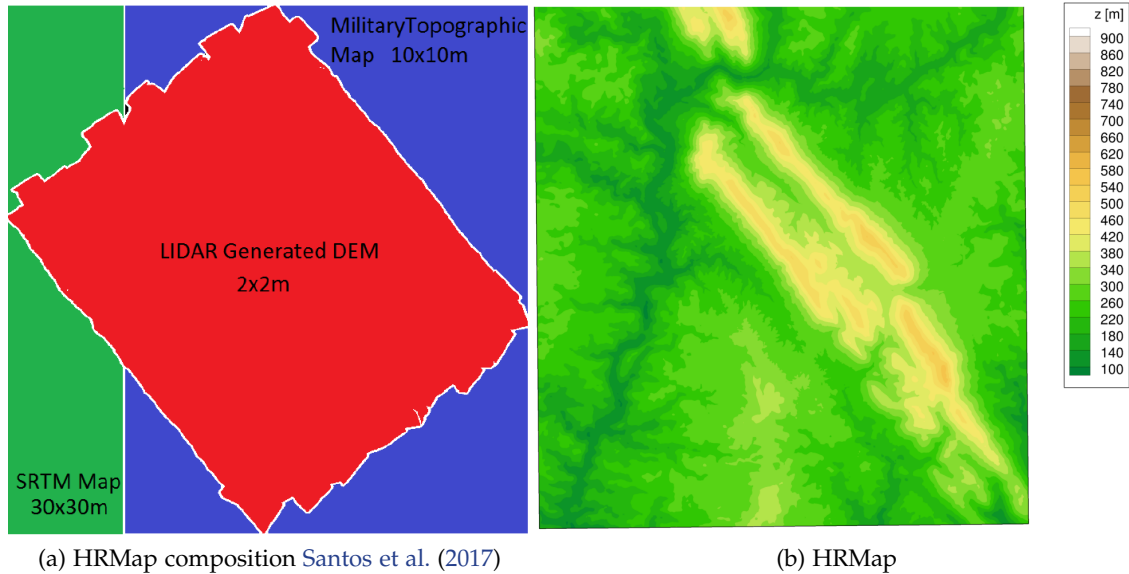 MilitaryTopographic
Map 10x10m
LIDAR Generated DEM
2x2m
SRTM Map
30x30m
z [m]
900
860
820
780
740
700
660
620
580
540
500
460
420
380
340
300
260
220
180
140
100
(a) HRMap composition Santos et al. (2017)
(b) HRMap